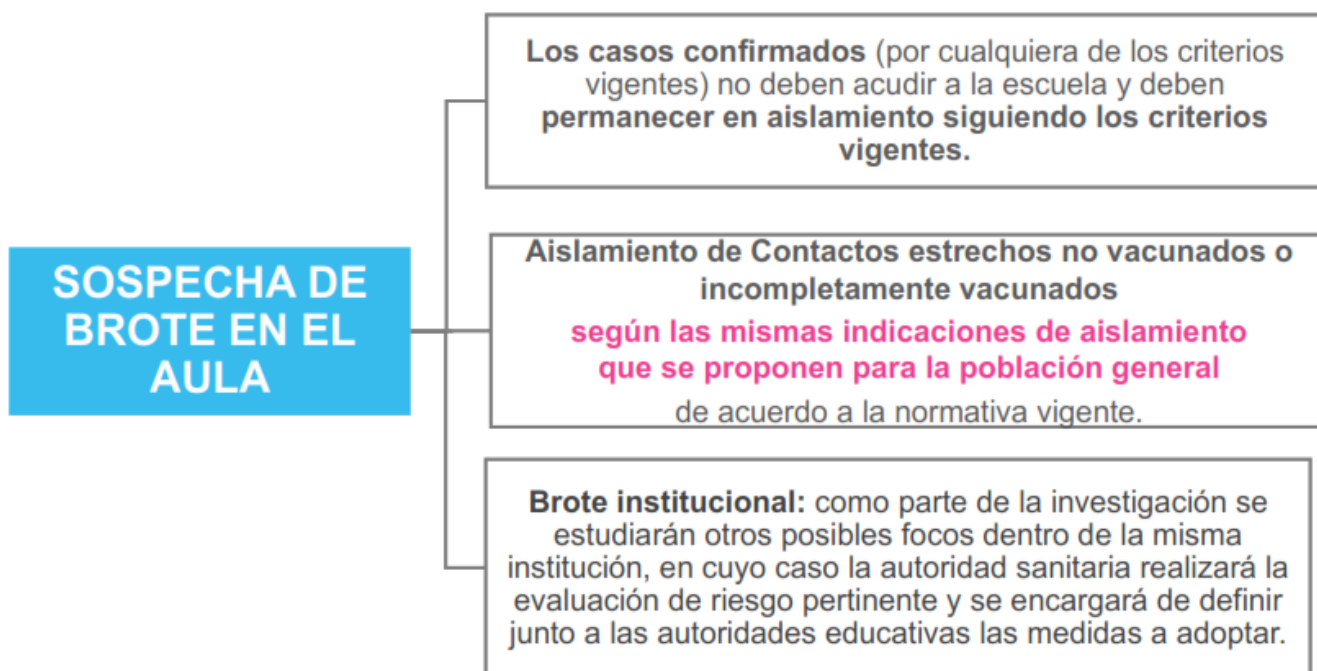 SOSPECHA DE
BROTE EN EL
AULA
Los casos confirmados (por cualquiera de los criterios
vigentes) no deben acudir a la escuela y deben
permanecer en aislamiento siguiendo los criterios
vigentes.
Aislamiento de Contactos estrechos no vacunados o
incompletamente vacunados
según las mismas indicaciones de aislamiento
que se proponen para la población general
de acuerdo a la normativa vigente.
Brote institucional: como parte de la investigación se
estudiarán otros posibles focos dentro de la misma
institución, en cuyo caso la autoridad sanitaria realizará la
evaluación de riesgo pertinente y se encargará de definir
junto a las autoridades educativas las medidas a adoptar.